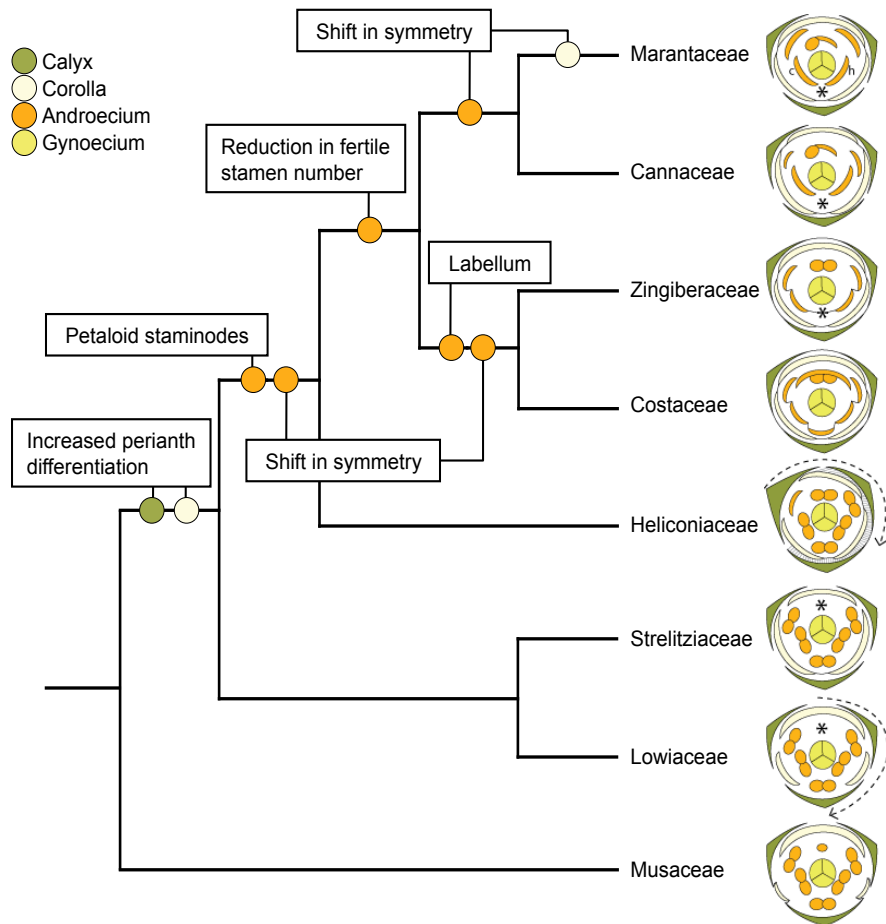 Shift in symmetry
Calyx
Corolla
Androecium
Gynoecium
Marantaceae
c
h
*
Reduction in fertile
stamen number
Cannaceae
*
Labellum
Zingiberaceae
*
Petaloid staminodes
Costaceae
Increased perianth
differentiation
Shift in symmetry
Heliconiaceae
Strelitziaceae
*
Lowiaceae
*
Musaceae